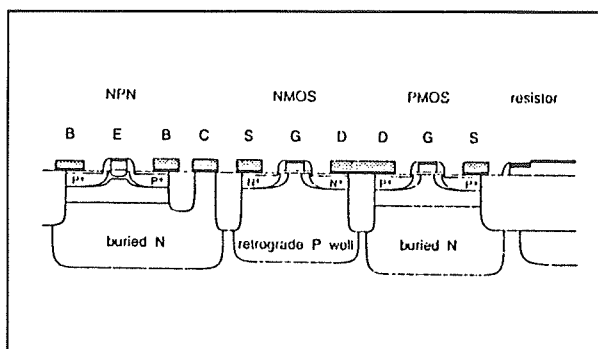 NPN NMOS PMOS resistor
B E B C S G D D G S
P+ P+ N+ N+ P+ P+
buried N retrograde P well buried N